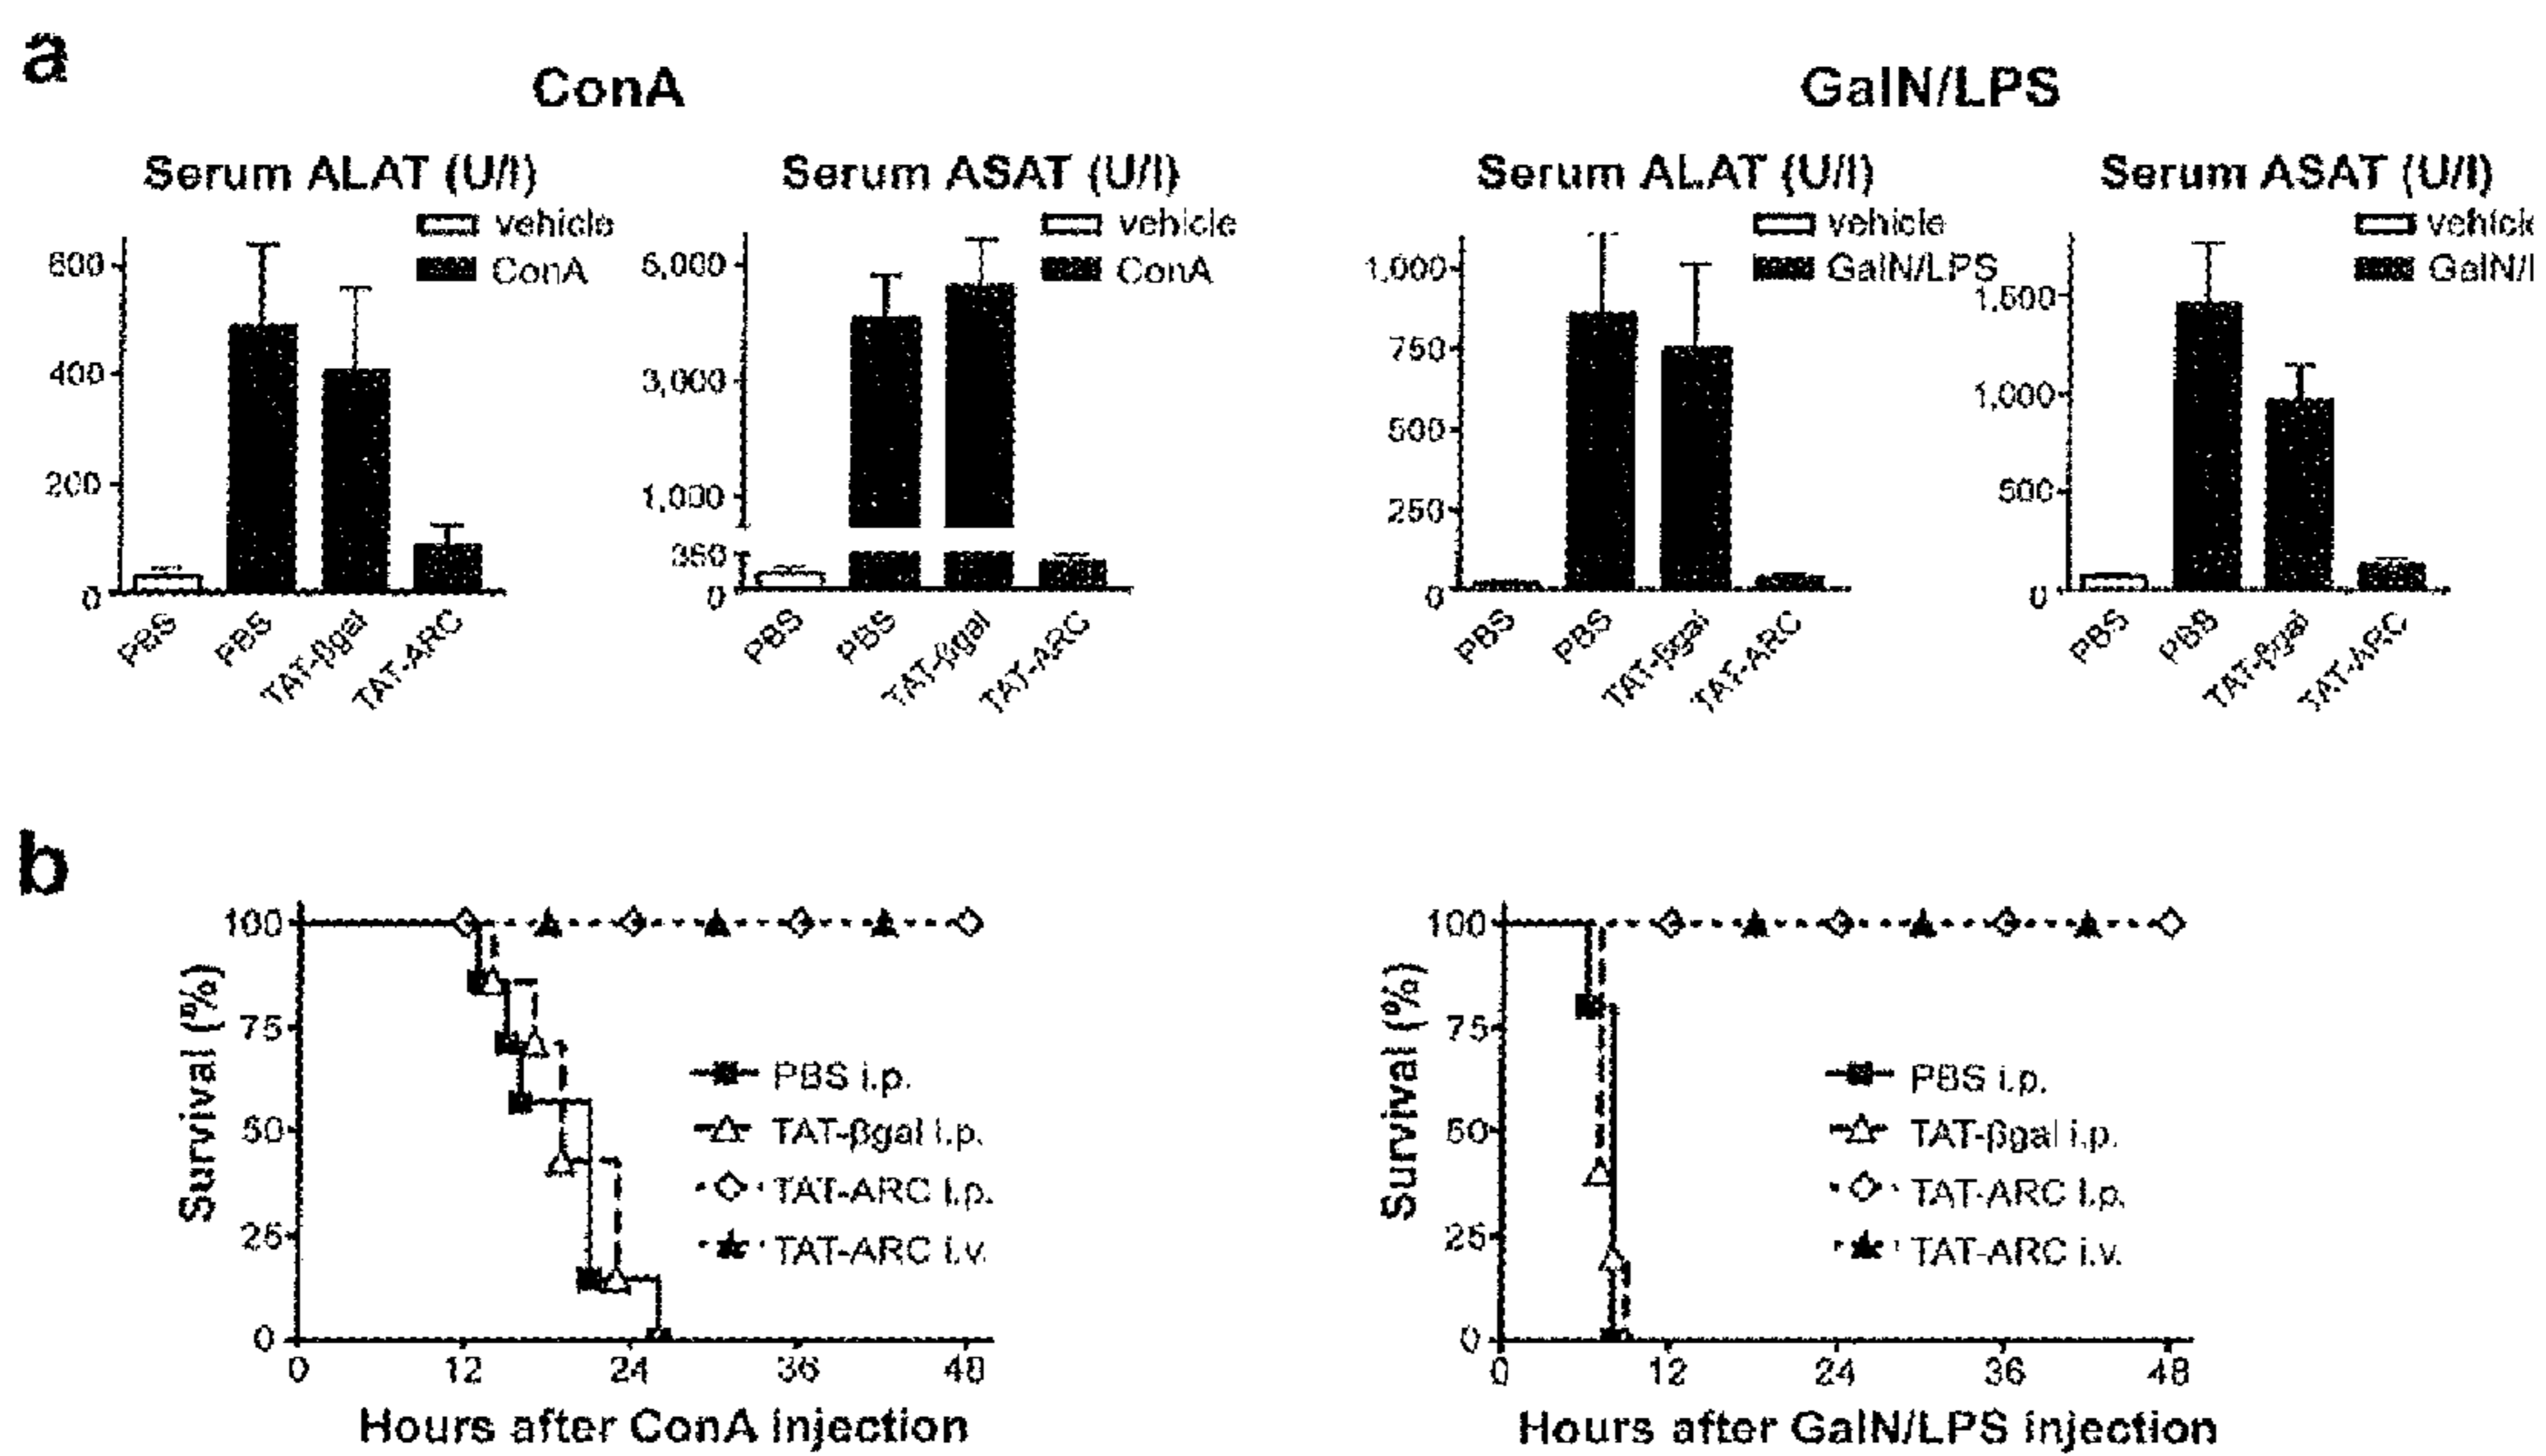 a
ConA
GalN/LPS
Serum ALAT (U/l)
vehicle
ConA
600
400
200
0
PBS
PBS
TAT-βgal
TAT-ARC
Serum ASAT (U/l)
vehicle
ConA
5,000
3,000
1,000
350
0
PBS
PBS
TAT-βgal
TAT-ARC
Serum ALAT (U/l)
vehicle
GalN/LPS
1,000
750
500
250
0
PBS
PBS
TAT-βgal
TAT-ARC
Serum ASAT (U/l)
vehicl
GalN/
1,500
1,000
500
0
PBS
PBS
TAT-βgal
TAT-ARC
b
Survival (%)
100
75
50
25
0
0 12 24 36 48
Hours after ConA injection
PBS i.p.
TAT-βgal i.p.
TAT-ARC i.p.
TAT-ARC i.v.
Survival (%)
100
75
50
25
0
0 12 24 36 48
Hours after GalN/LPS injection
PBS i.p.
TAT-βgal i.p.
TAT-ARC i.p.
TAT-ARC i.v.